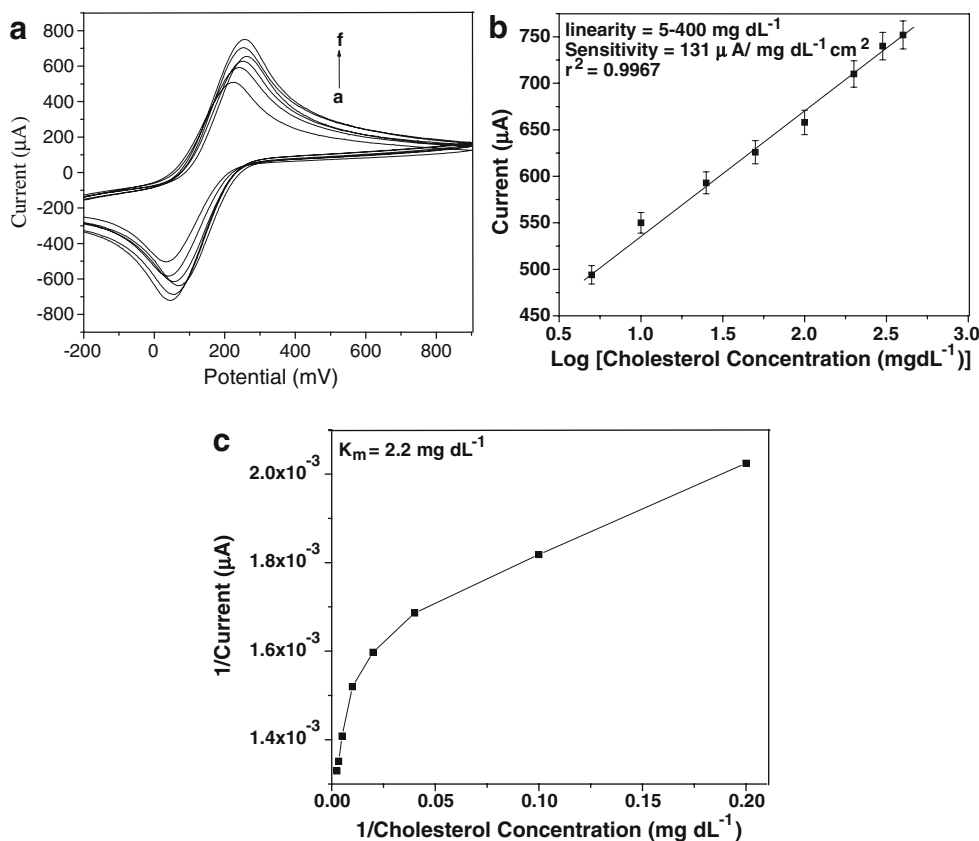 a
800
600
400
200
0
-200
-400
-600
-800
Current (μA)
f
a
-200 0 200 400 600 800
Potential (mV)
b
linearity = 5-400 mg dL⁻¹
Sensitivity = 131 μ A/ mg dL⁻¹ cm²
r² = 0.9967
750
700
650
600
550
500
450
Current (μA)
0.5 1.0 1.5 2.0 2.5 3.0
Log [Cholesterol Concentration (mgdL⁻¹)]
c
Kₘ = 2.2 mg dL⁻¹
2.0x10⁻³
1.8x10⁻³
1.6x10⁻³
1.4x10⁻³
1/Current (μA)
0.00 0.05 0.10 0.15 0.20
1/Cholesterol Concentration (mg dL⁻¹)